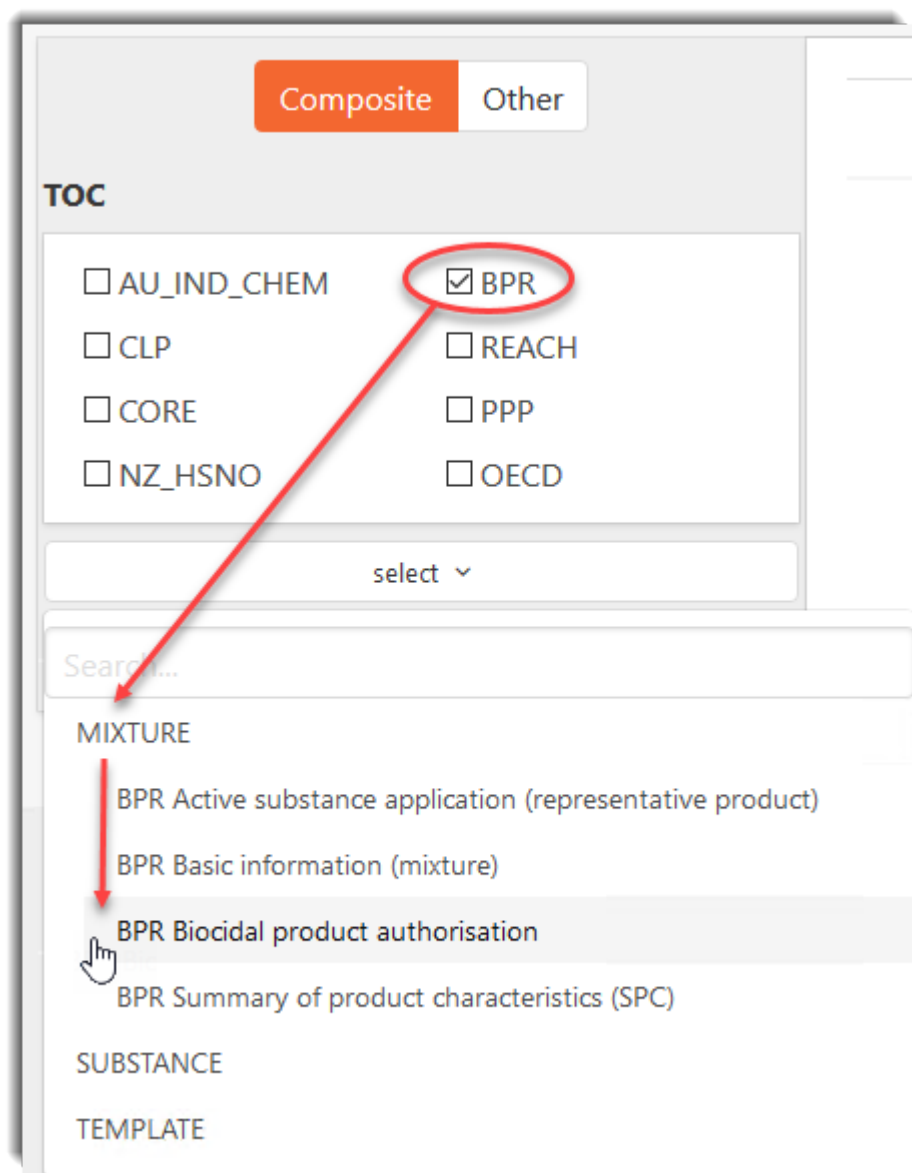 Composite Other
TOC
AU_IND_CHEM BPR
CLP REACH
CORE PPP
NZ_HSNO OECD
select
Search...
MIXTURE
BPR Active substance application (representative product)
BPR Basic information (mixture)
BPR Biocidal product authorisation
BPR Summary of product characteristics (SPC)
SUBSTANCE
TEMPLATE